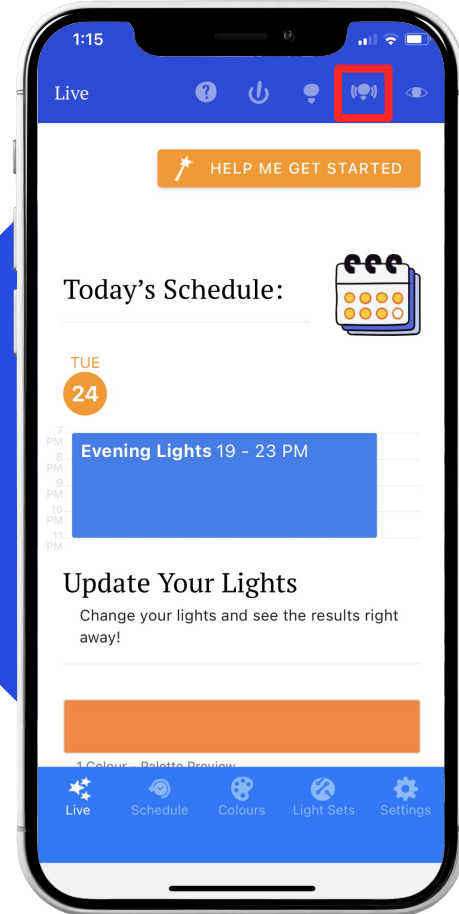 1:15
Live
?
HELP ME GET STARTED
Today’s Schedule:
TUE
24
7
PM
Evening Lights 19 - 23 PM
8
PM
9
PM
10
PM
11
PM
Update Your Lights
Change your lights and see the results right
away!
1 Colour - Palette Preview
Live Schedule Colours Light Sets Settings